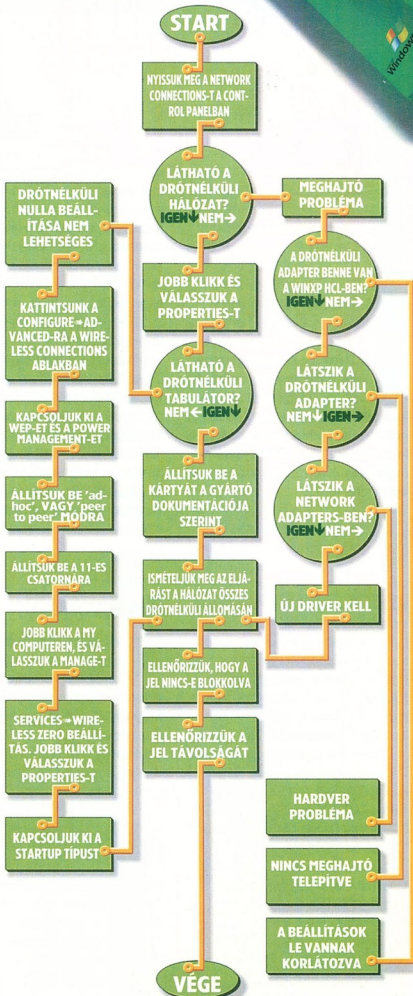 START
Windows
NYISSUK MEG A NETWORK
CONNECTIONS-T A CONT-
ROL PANELBAN
LÁTHATÓ A
DRÓTNÉLKÜLI
HÁLÓZAT?
IGEN↓NEM→
JOBB KLIKK ÉS
VÁLASSZUK A
PROPERTIES-T
LÁTHATÓ A
DRÓTNÉLKÜLI
TABULÁTOR?
NEM←IGEN↓
ÁLLÍTSUK BE A
KÁRTYÁT A GYÁRTÓ
DOKUMENTÁCIÓJA
SZERINT
ISMÉTELJÜK MEG AZ ELJÁ-
RÁST A HÁLÓZAT ÖSSZES
DRÓTNÉLKÜLI ÁLLOMÁSÁN
ELLENŐRIZZÜK, HOGY A
JEL NINCS-E BLOKKOLVA
ELLENŐRIZZÜK A
JEL TÁVOLSÁGÁT
VÉGE
DRÓTNÉLKÜLI
NULLA BEÁLL-
ÍTÁSA NEM
LEHETSÉGES
KATTINTSUNK A
CONFIGURE➡AD-
VANCED-RA A WIRE-
LESS CONNECTIONS
ABLAKBAN
KAPCSOLJUK KI A
WEP-ET ÉS A POWER
MANAGEMENT-ET
ÁLLÍTSUK BE 'ad-
hoc', VAGY 'peer
to peer' MÓDRA
ÁLLÍTSUK BE A 11-ES
CSATORNÁRA
JOBB KLIKK A MY
COMPUTEREN, ÉS VÁ-
LASSZUK A MANAGE-T
SERVICES➡WIRE-
LESS ZERO BEÁLLÍ-
TÁS. JOBB KLIKK ÉS
VÁLASSZUK A
PROPERTIES-T
KAPCSOLJUK KI A
STARTUP TÍPUST
MEGHAJTÓ
PROBLÉMA
A DRÓTNÉLKÜLI
ADAPTER BENNE VAN
A WINXP HCL-BEN?
IGEN↓NEM→
LÁTSZIK A
DRÓTNÉLKÜLI
ADAPTER?
NEM↓IGEN→
LÁTSZIK A
NETWORK
ADAPTERS-BEN?
IGEN↓NEM→
ÚJ DRIVER KELL
HARDVER
PROBLÉMA
NINCS MEGHAJTÓ
TELEPÍTVE
A BEÁLLÍTÁSOK
LE VANNAK
KORLÁTOZVA